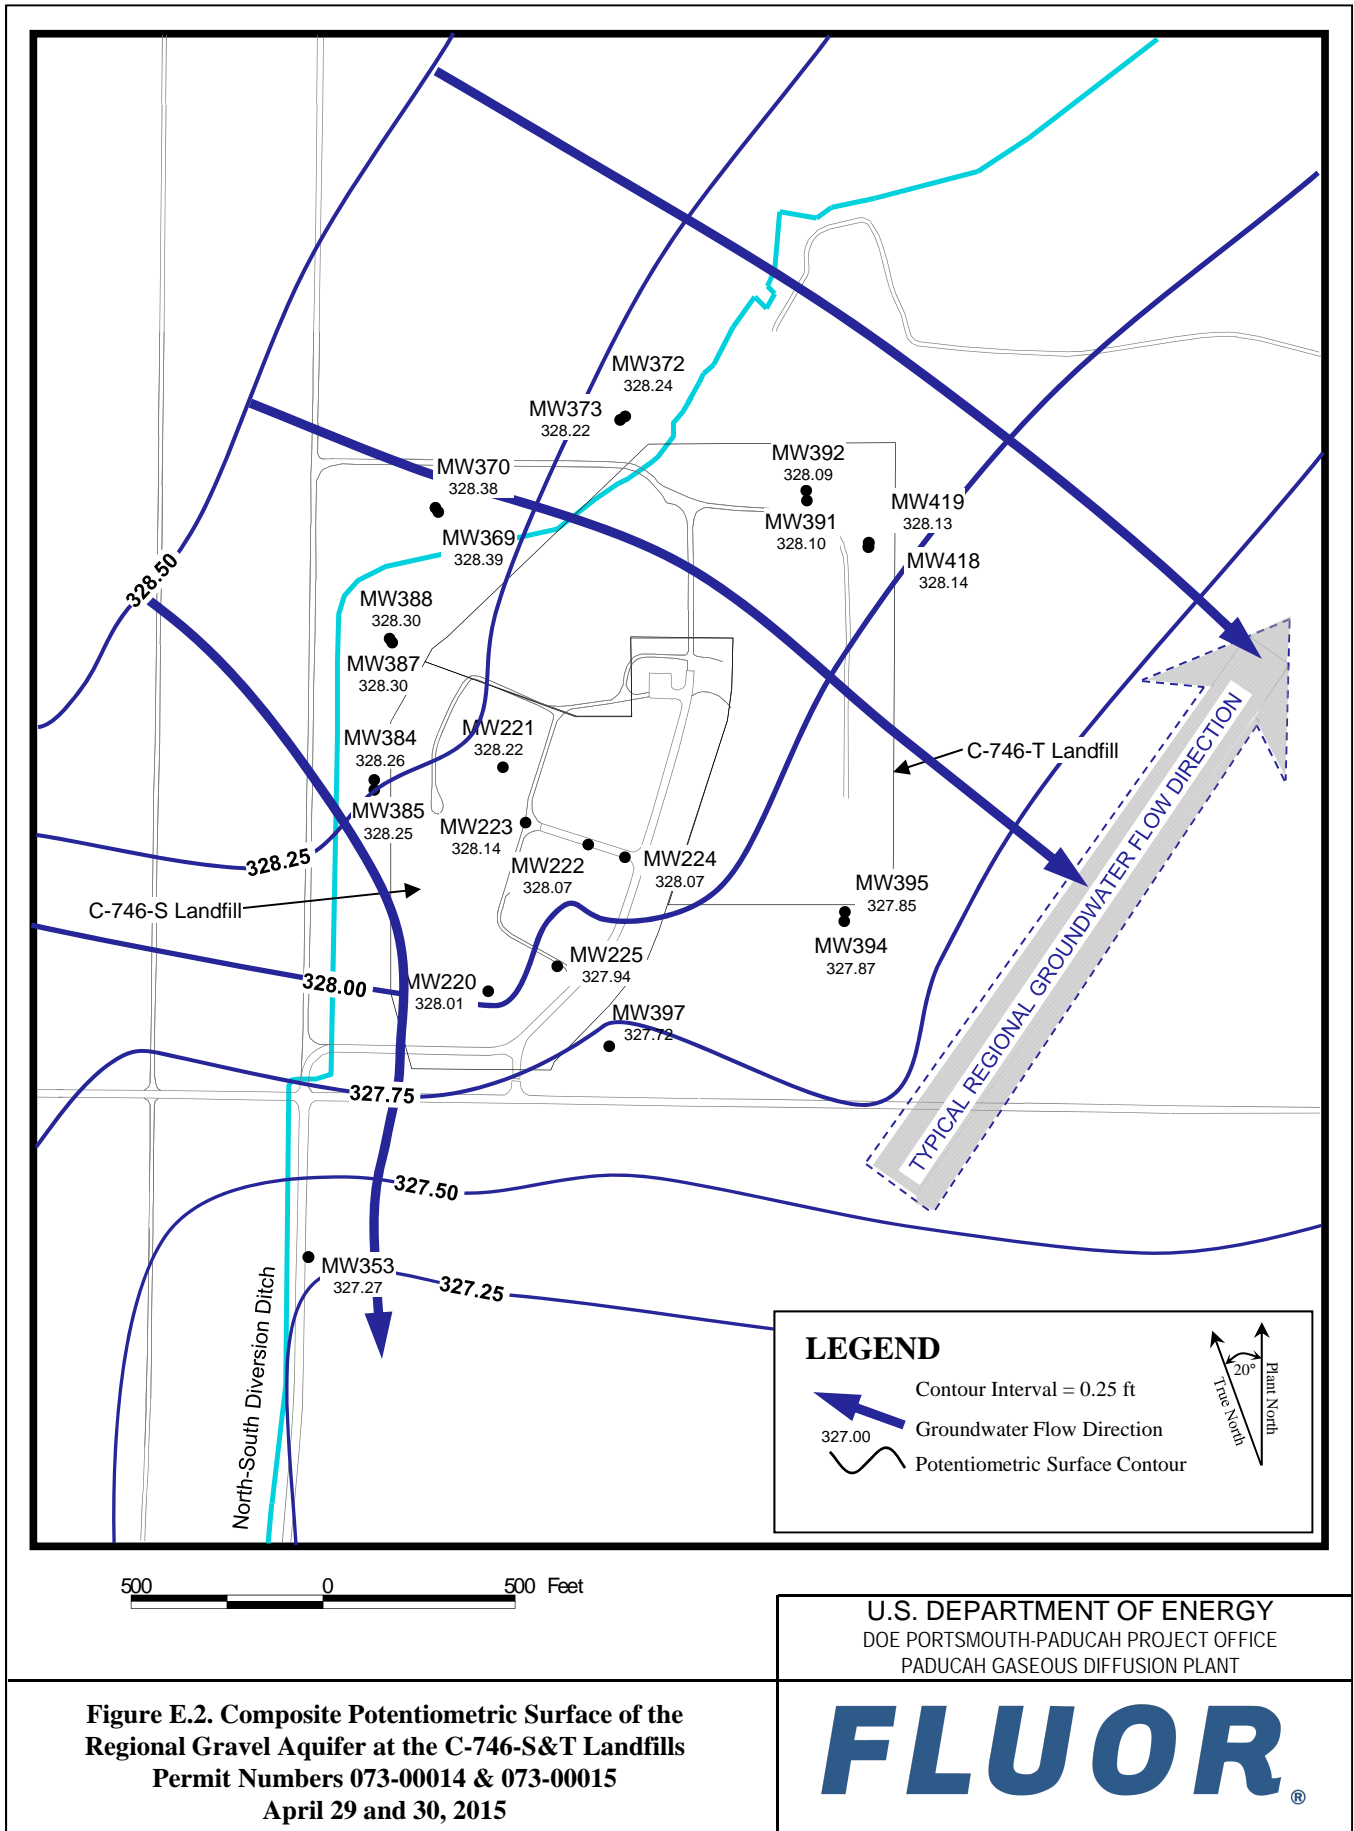 MW372
328.24
MW373
328.22
MW370
328.38
MW392
328.09
MW419
328.13
MW391
328.10
MW369
328.39
MW418
328.14
328.50
MW388
328.30
MW387
328.30
MW384
328.26
MW221
328.22
C-746-T Landfill
MW385
328.25
MW223
328.14
MW222
328.07
MW224
328.07
328.25
MW395
327.85
C-746-S Landfill
MW394
327.87
MW225
327.94
MW220
328.01
328.00
MW397
327.72
327.75
TYPICAL REGIONAL GROUNDWATER FLOW DIRECTION
327.50
MW353
327.27
327.25
North-South Diversion Ditch
LEGEND
Contour Interval = 0.25 ft
Groundwater Flow Direction
327.00
Potentiometric Surface Contour
20°
True North
Plant North
500 0 500 Feet
U.S. DEPARTMENT OF ENERGY
DOE PORTSMOUTH-PADUCAH PROJECT OFFICE
PADUCAH GASEOUS DIFFUSION PLANT
Figure E.2. Composite Potentiometric Surface of the
Regional Gravel Aquifer at the C-746-S&T Landfills
Permit Numbers 073-00014 & 073-00015
April 29 and 30, 2015
FLUOR®